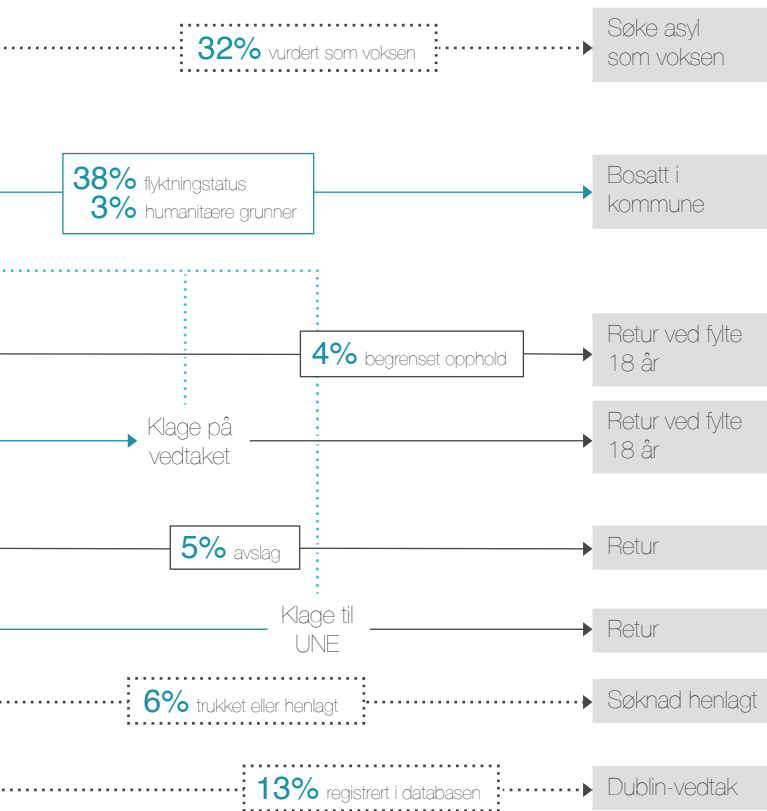 32% vurdert som voksen
Søke asyl
som voksen
38% flyktningstatus
3% humanitære grunner
Bosatt i
kommune
4% begrenset opphold
Retur ved fylte
18 år
Klage på
vedtaket
Retur ved fylte
18 år
5% avslag
Retur
Klage til
UNE
Retur
6% trukket eller henlagt
Søknad henlagt
13% registrert i databasen
Dublin-vedtak